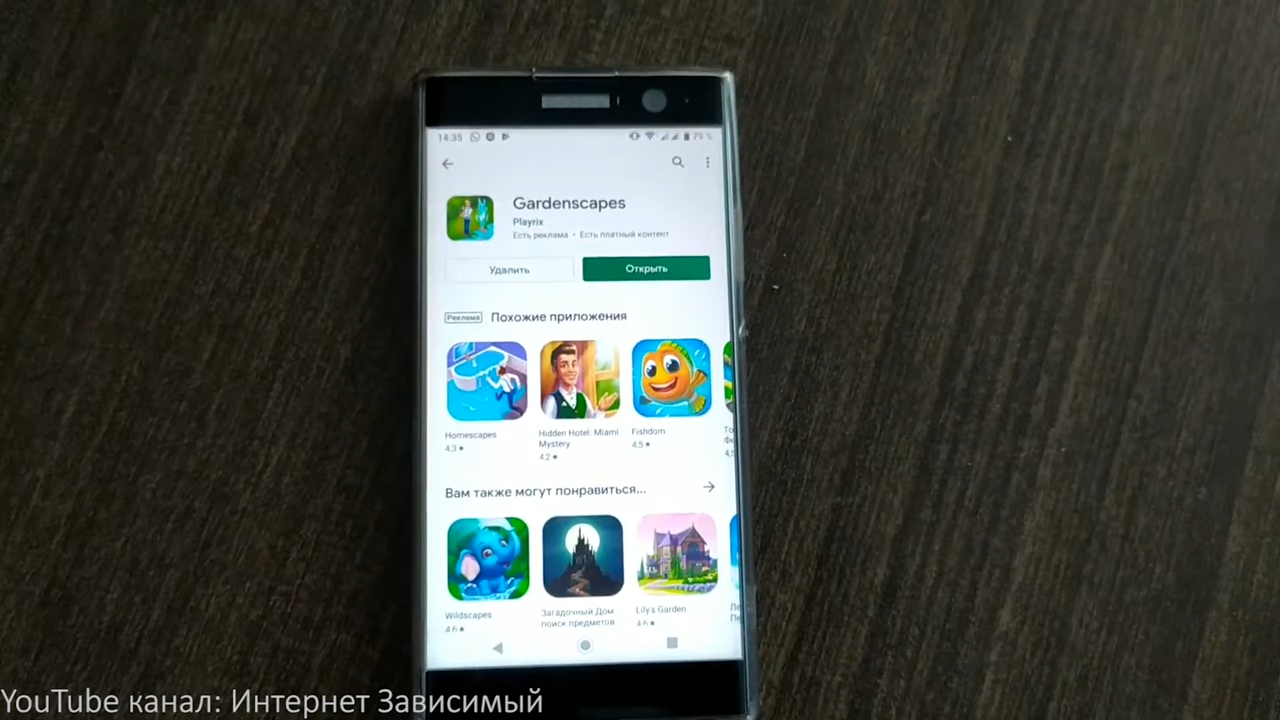 14:35
79 %
Gardenscapes
Playrix
Есть реклама • Есть платный контент
Удалить
Открыть
Реклама Похожие приложения
Homescapes
4,3 ★
Hidden Hotel: Miami
Mystery
4,2 ★
Fishdom
4,5 ★
Вам также могут понравиться...
Wildscapes
4,6 ★
Загадочный Дом
поиск предметов
Lily's Garden
4,6 ★
YouTube канал: Интернет Зависимый